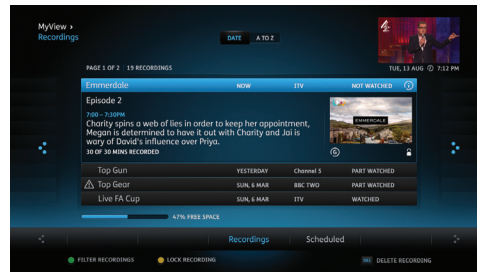 MyView >
Recordings
DATE A TO Z
4
PAGE 1 OF 2 | 19 RECORDINGS
TUE, 13 AUG 7:12 PM
Emmerdale NOW ITV NOT WATCHED
Episode 2
7:00 - 7:30PM
Charity spins a web of lies in order to keep her appointment,
Megan is determined to have it out with Charity and Jai is
wary of David's influence over Priya.
30 OF 30 MINS RECORDED
EMMERDALE
G
Top Gun YESTERDAY Channel 5 PART WATCHED
Top Gear SUN, 6 MAR BBC TWO PART WATCHED
Live FA Cup SUN, 6 MAR ITV WATCHED
47% FREE SPACE
Recordings Scheduled
FILTER RECORDINGS LOCK RECORDING DEL DELETE RECORDING